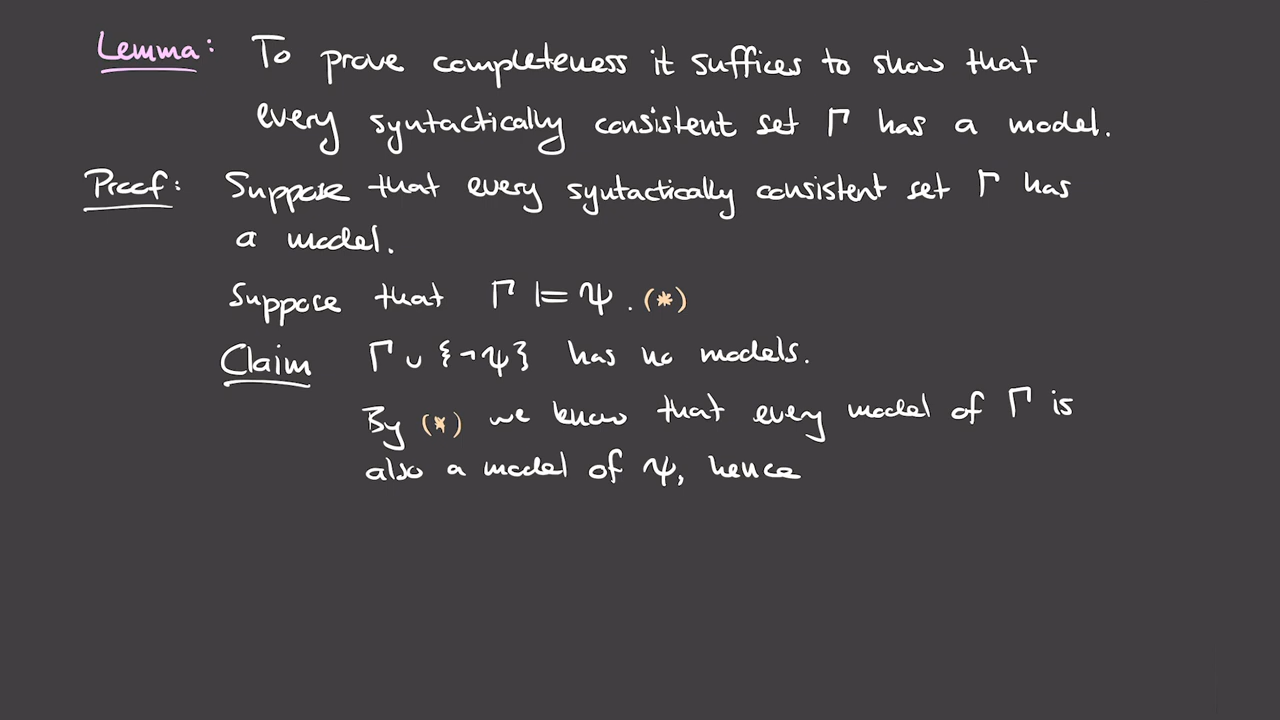 Lemma: To prove completeness it suffices to show that
every syntactically consistent set Γ has a model.
Proof: Suppose that every syntactically consistent set Γ has
a model.
Suppose that Γ ⊨ ψ. (*)
Claim Γ ∪ {¬ψ} has no models.
By (*) we know that every model of Γ is
also a model of ψ, hence